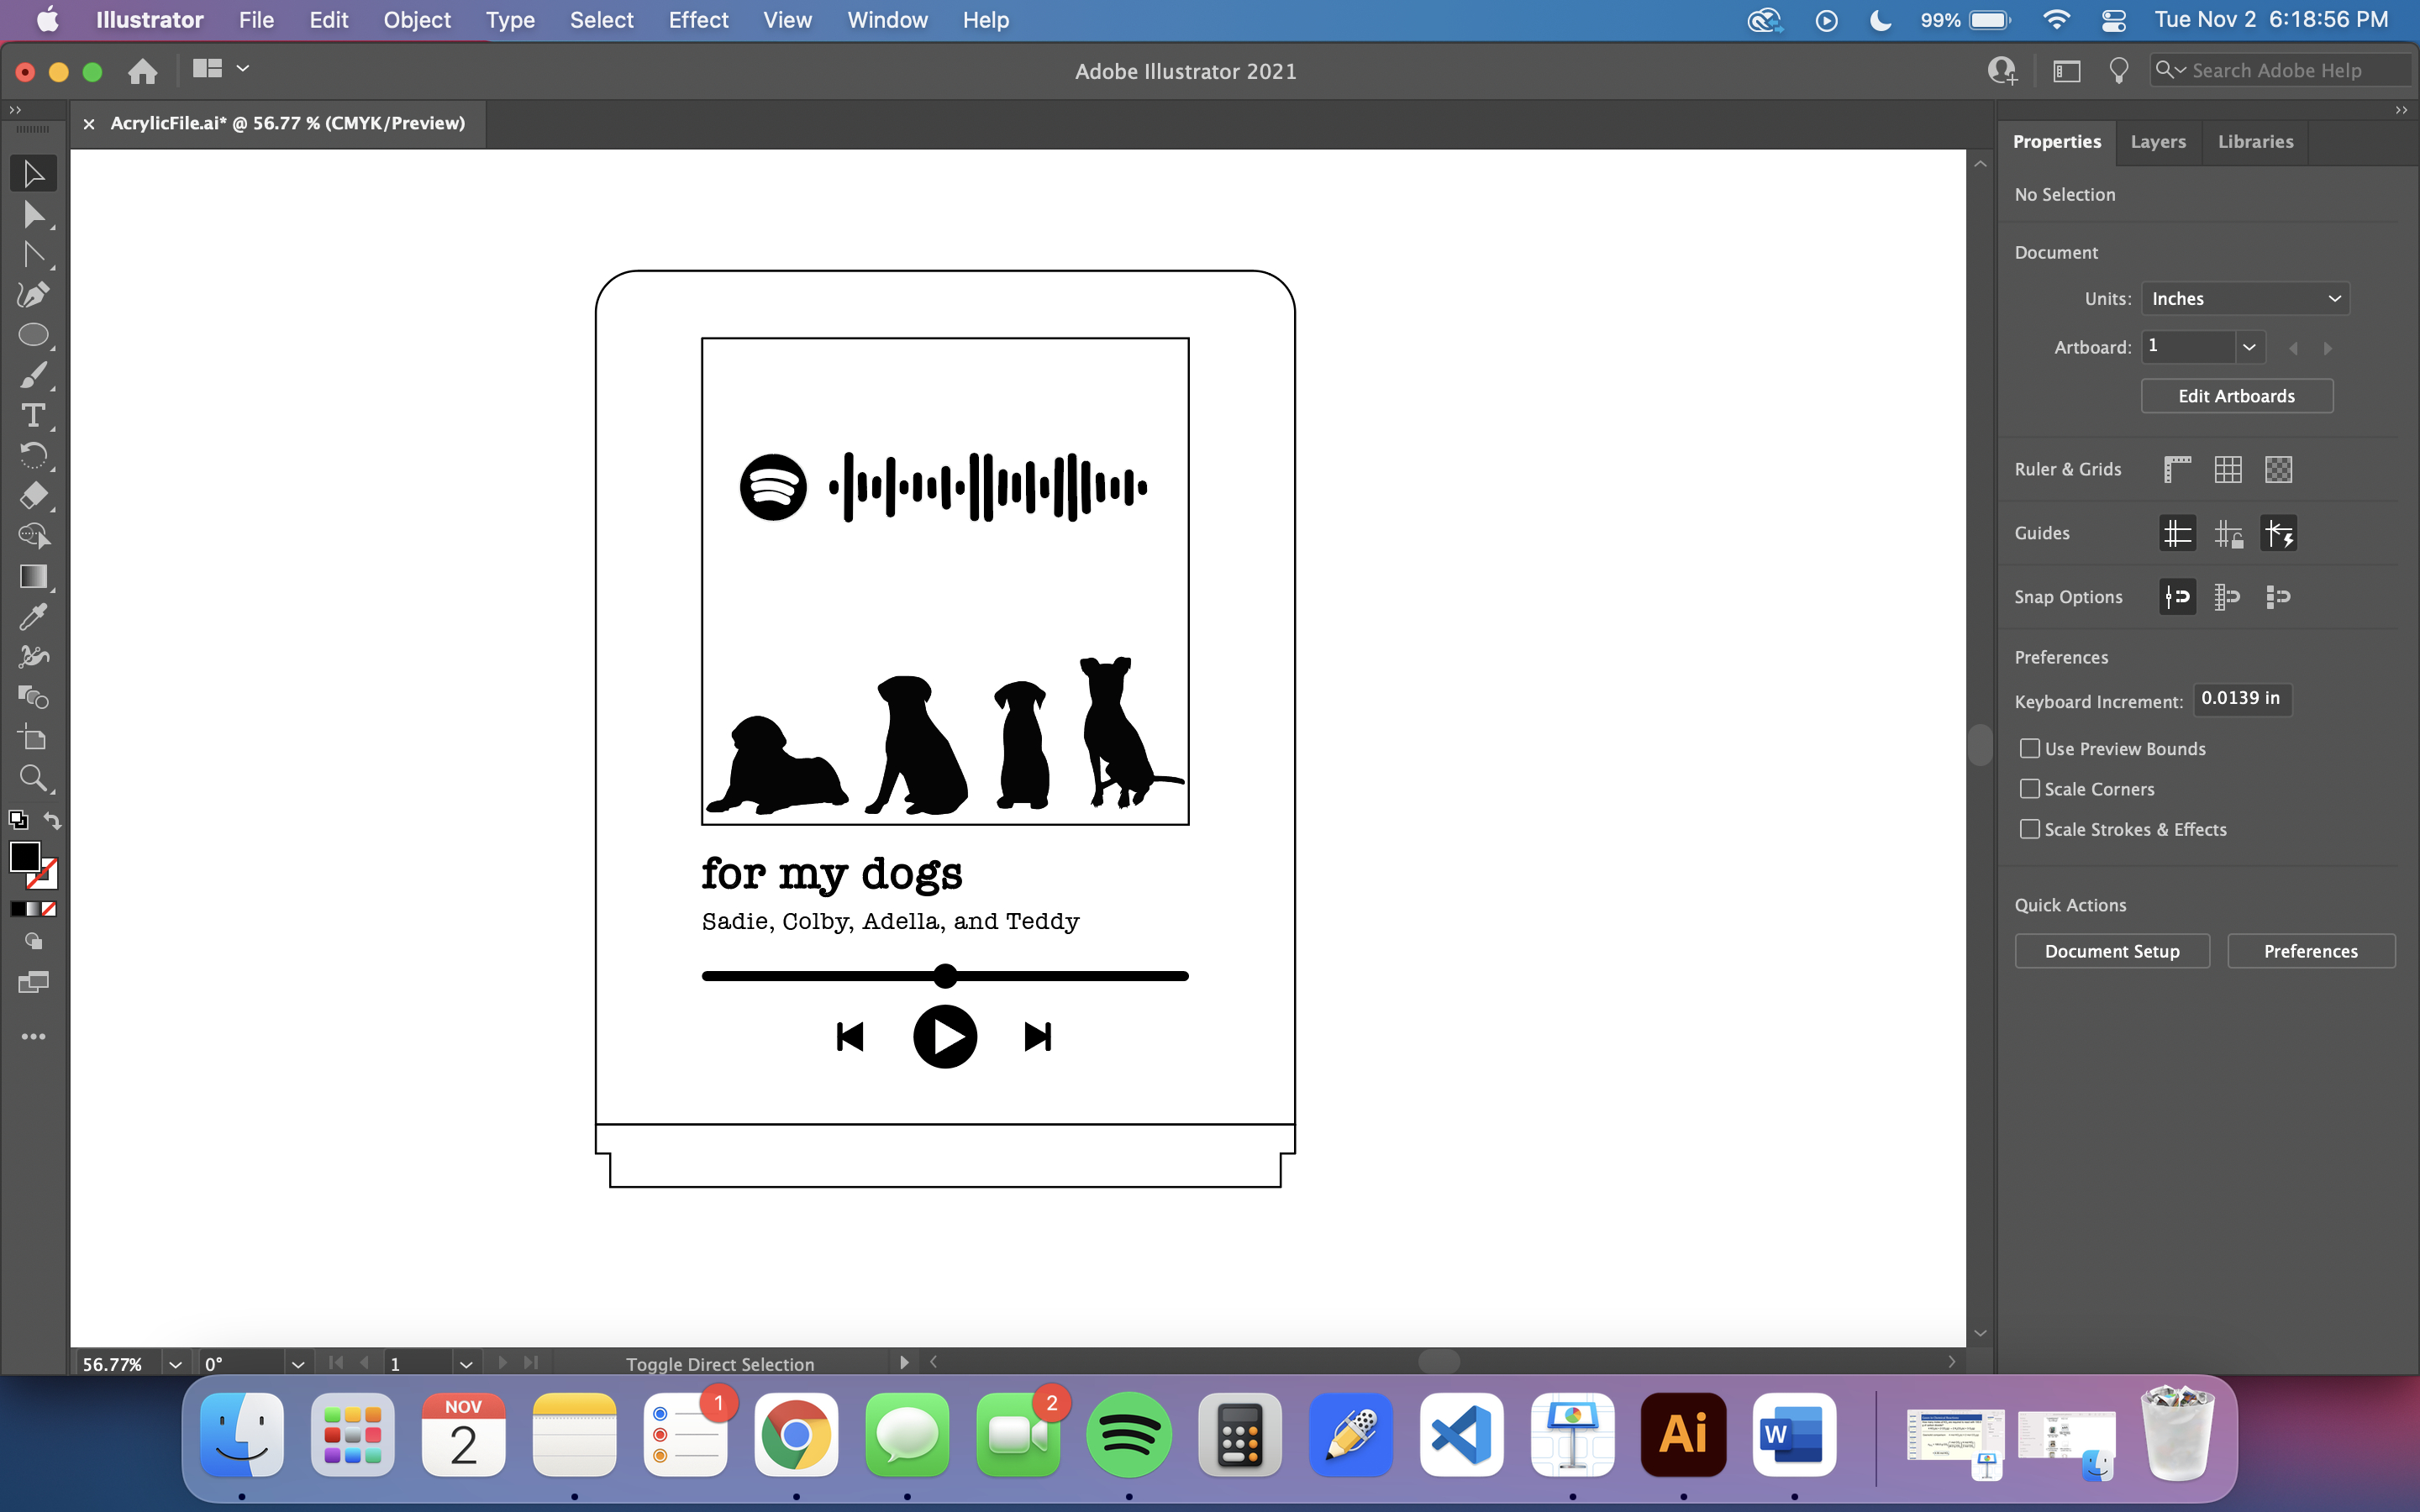 Illustrator File Edit Object Type Select Effect View Window Help 99% Tue Nov 2 6:18:56 PM
Adobe Illustrator 2021
Search Adobe Help
AcrylicFile.ai* @ 56.77 % (CMYK/Preview)
Properties Layers Libraries
No Selection
Document
Units: Inches
Artboard: 1
Edit Artboards
Ruler & Grids
Guides
Snap Options
Preferences
Keyboard Increment: 0.0139 in
Use Preview Bounds
Scale Corners
Scale Strokes & Effects
Quick Actions
Document Setup Preferences
for my dogs
Sadie, Colby, Adella, and Teddy
56.77% 0° 1 Toggle Direct Selection
NOV
2
1
2
Ai
W